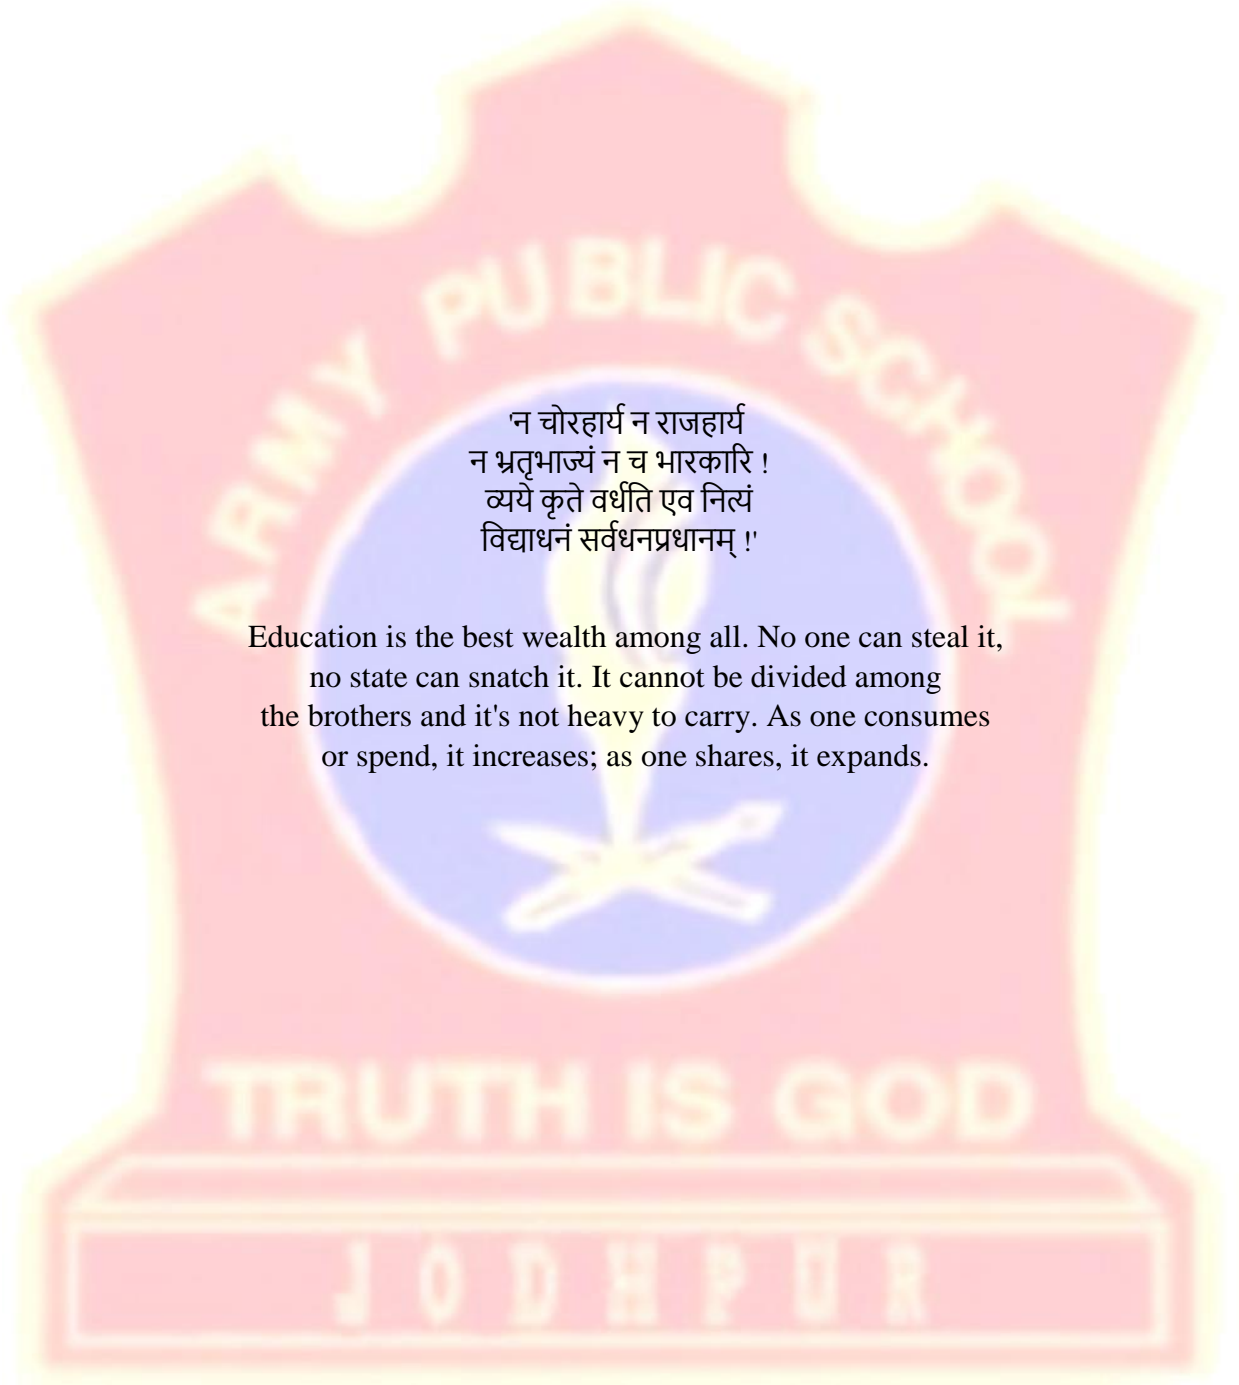 ARMY PUBLIC SCHOOL
'न चोरहार्य न राजहार्य
न भ्रतृभाज्यं न च भारकारि !
व्यये कृते वर्धति एव नित्यं
विद्याधनं सर्वधनप्रधानम् !'
Education is the best wealth among all. No one can steal it,
no state can snatch it. It cannot be divided among
the brothers and it's not heavy to carry. As one consumes
or spend, it increases; as one shares, it expands.
TRUTH IS GOD
JODHPUR